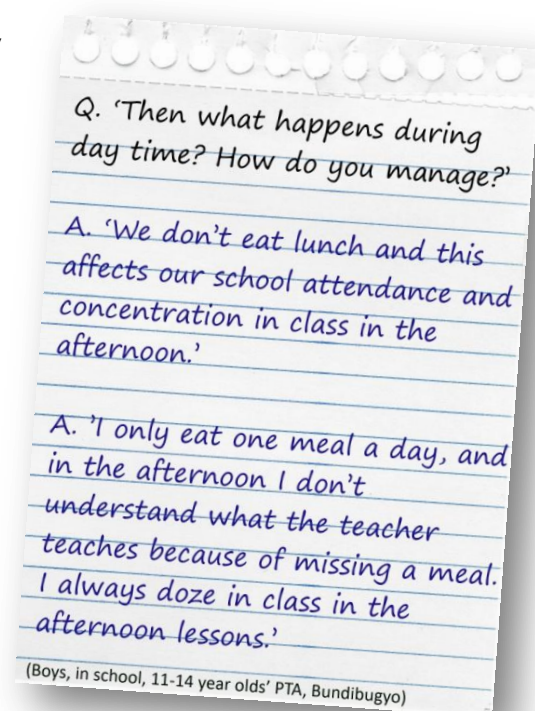 Q. ‘Then what happens during
day time? How do you manage?’
A. ‘We don’t eat lunch and this
affects our school attendance and
concentration in class in the
afternoon.’
A. ’I only eat one meal a day, and
in the afternoon I don’t
understand what the teacher
teaches because of missing a meal.
I always doze in class in the
afternoon lessons.’
(Boys, in school, 11-14 year olds’ PTA, Bundibugyo)